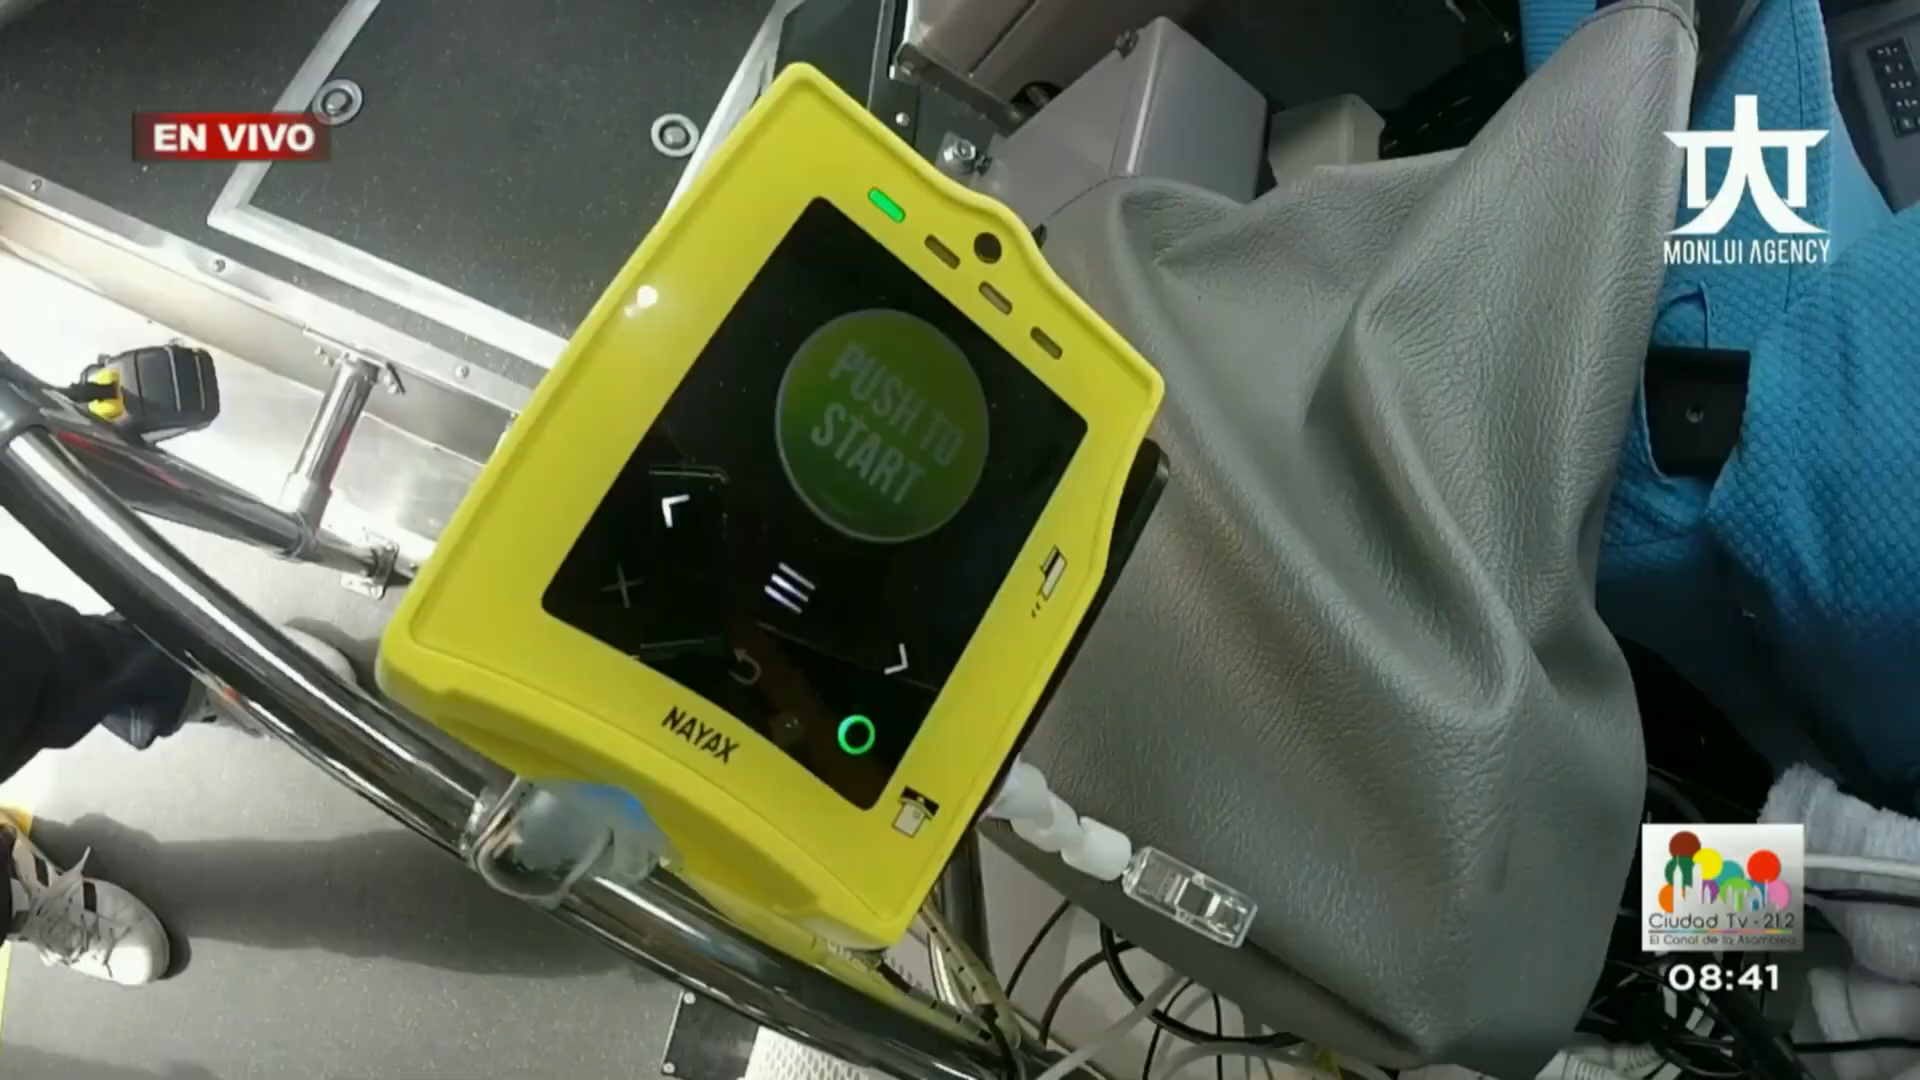 EN VIVO
MONLUI AGENCY
PUSH TO
START
NAYAX
Ciudad Tv - 21.2
El Canal de la Asamblea
08:41